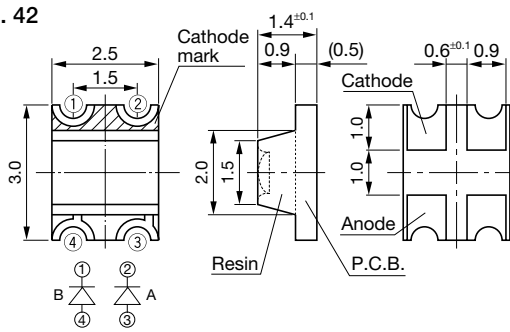 . 42
2.5
1.5
Cathode
mark
① ②
3.0
④ ③
① ②
B A
④ ③
1.4±0.1
0.9 (0.5)
2.0
1.5
Resin P.C.B.
0.6±0.1 0.9
Cathode
1.0
1.0
Anode